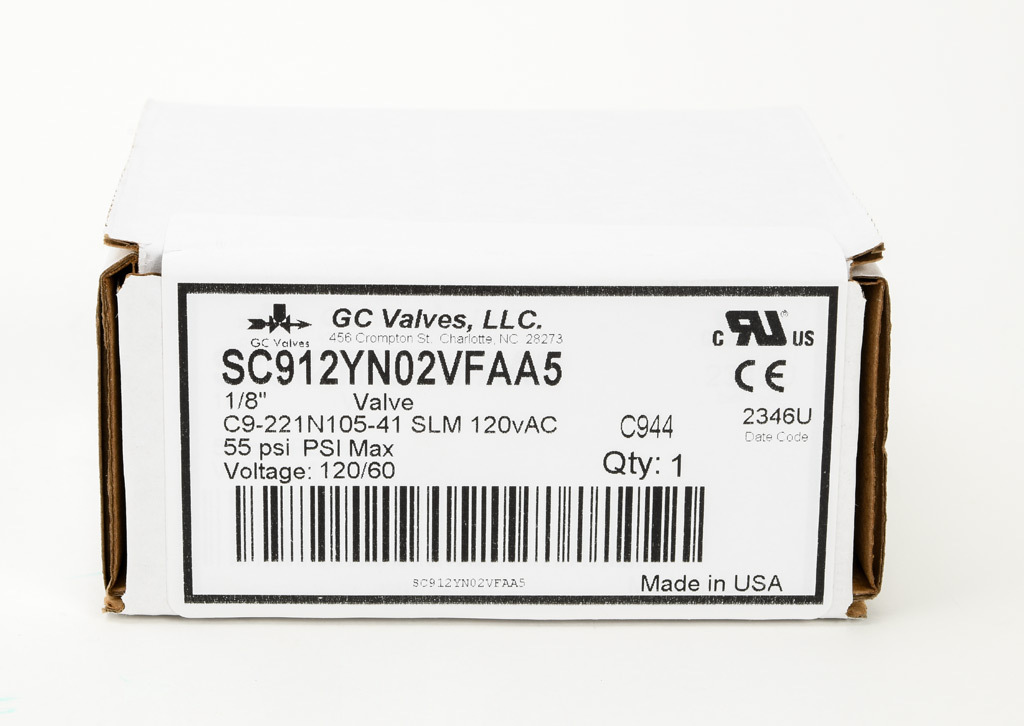 GC Valves
GC Valves, LLC.
456 Crompton St. Charlotte, NC 28273
SC912YN02VFAA5
1/8" Valve
C9-221N105-41 SLM 120vAC
55 psi PSI Max
Voltage: 120/60
C944
Qty: 1
C RU® US
CE
2346U
Date Code
SC912YN02VFAA5
Made in USA